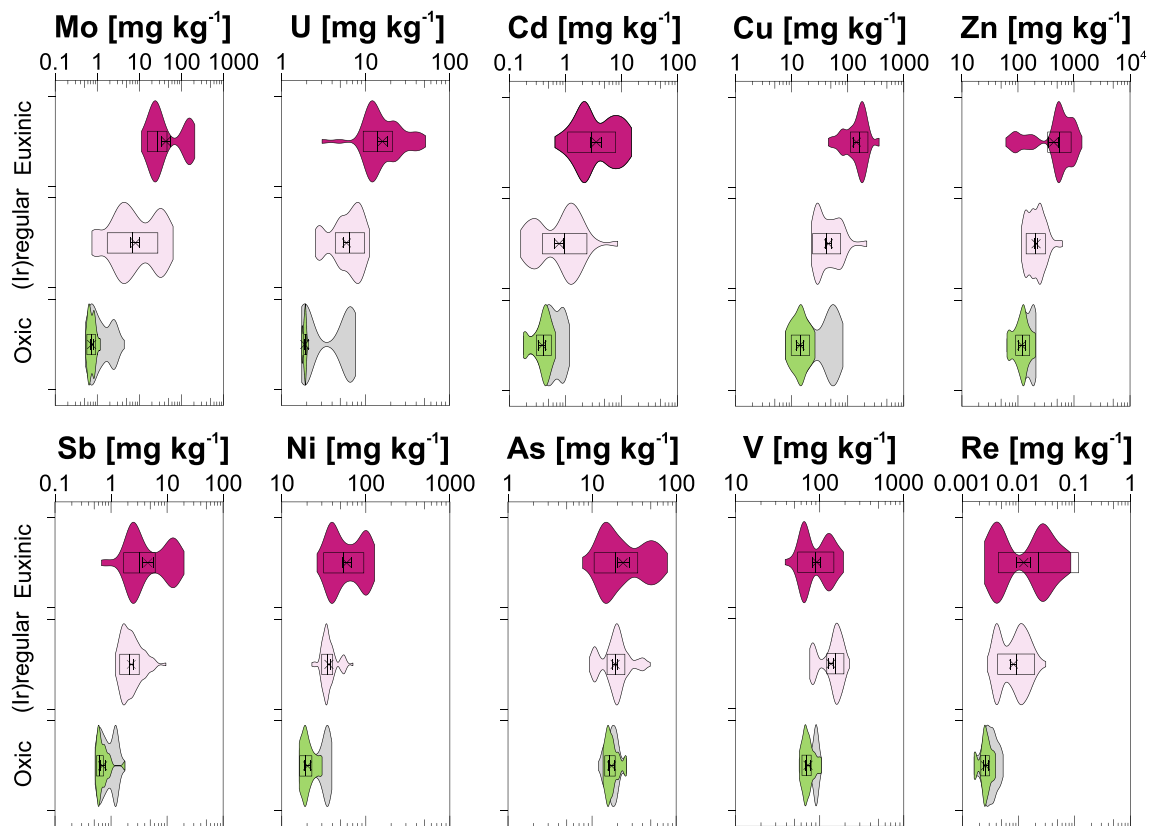 Mo [mg kg⁻¹] U [mg kg⁻¹] Cd [mg kg⁻¹] Cu [mg kg⁻¹] Zn [mg kg⁻¹]
0.1 1 10 100 1000 1 10 100 0.1 1 10 100 1 10 100 1000 10 100 1000 10⁴
Euxinic
(Ir)regular
Oxic
Sb [mg kg⁻¹] Ni [mg kg⁻¹] As [mg kg⁻¹] V [mg kg⁻¹] Re [mg kg⁻¹]
0.1 1 10 100 10 100 1000 1 10 100 10 100 1000 0.001 0.01 0.1 1
Euxinic
(Ir)regular
Oxic